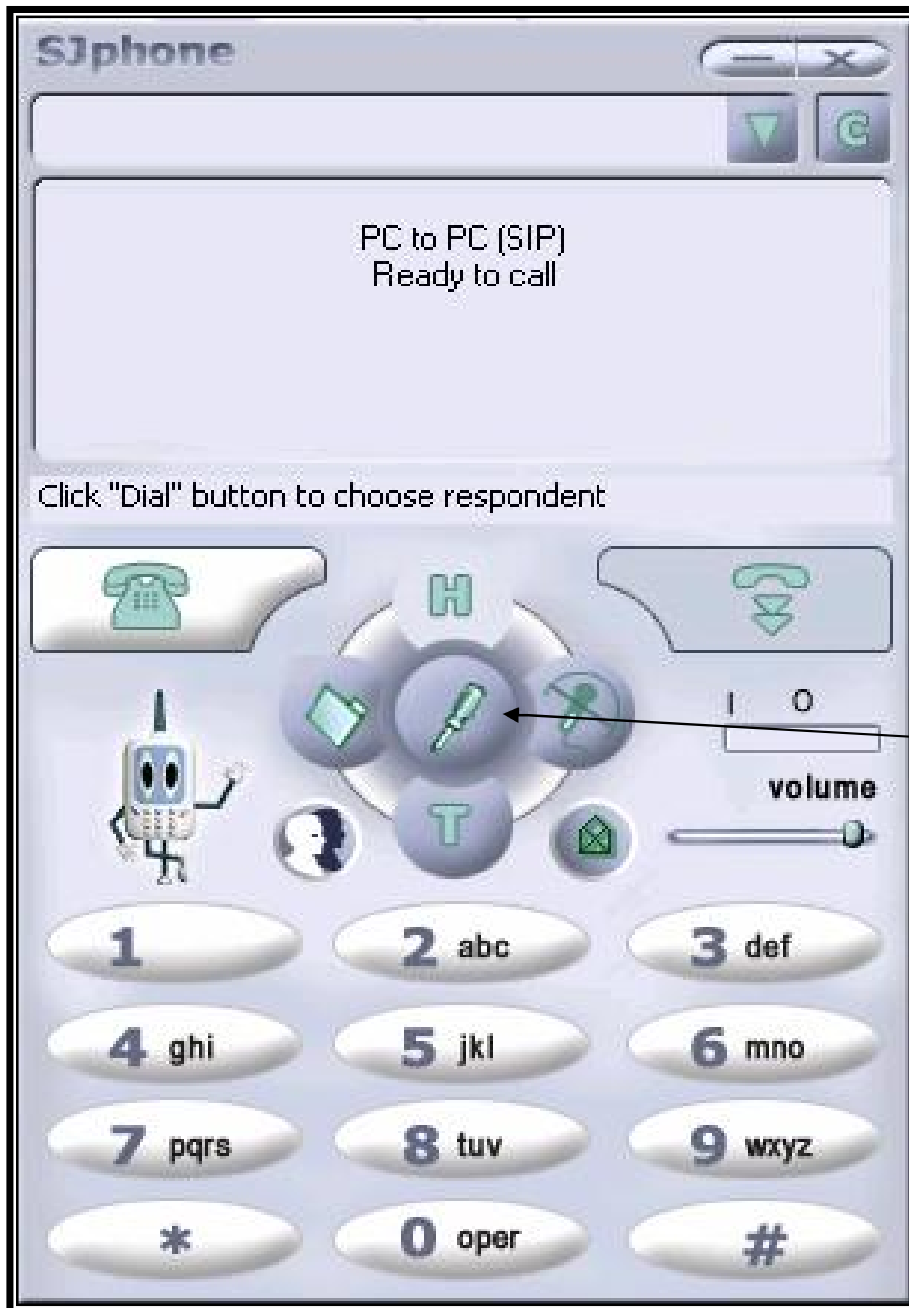 SJphone
C
PC to PC (SIP)
Ready to call
Click "Dial" button to choose respondent
H
I O
volume
T
1 2 abc 3 def
4 ghi 5 jkl 6 mno
7 pqrs 8 tuv 9 wxyz
* 0 oper #